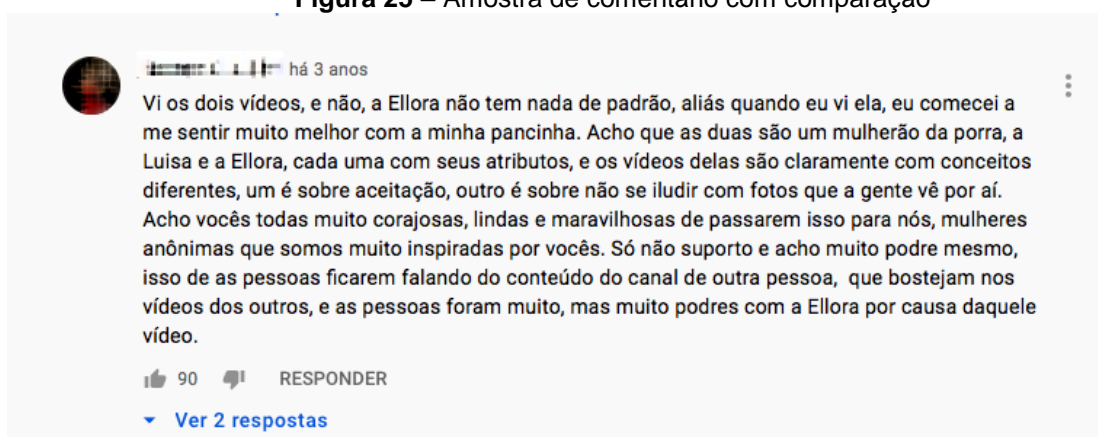 Figura 25 – Amostra de comentário com comparação
há 3 anos
Vi os dois vídeos, e não, a Ellora não tem nada de padrão, aliás quando eu vi ela, eu comecei a
me sentir muito melhor com a minha pancinha. Acho que as duas são um mulherão da porra, a
Luisa e a Ellora, cada uma com seus atributos, e os vídeos delas são claramente com conceitos
diferentes, um é sobre aceitação, outro é sobre não se iludir com fotos que a gente vê por aí.
Acho vocês todas muito corajosas, lindas e maravilhosas de passarem isso para nós, mulheres
anônimas que somos muito inspiradas por vocês. Só não suporto e acho muito podre mesmo,
isso de as pessoas ficarem falando do conteúdo do canal de outra pessoa, que bostejam nos
vídeos dos outros, e as pessoas foram muito, mas muito podres com a Ellora por causa daquele
vídeo.
90 RESPONDER
Ver 2 respostas